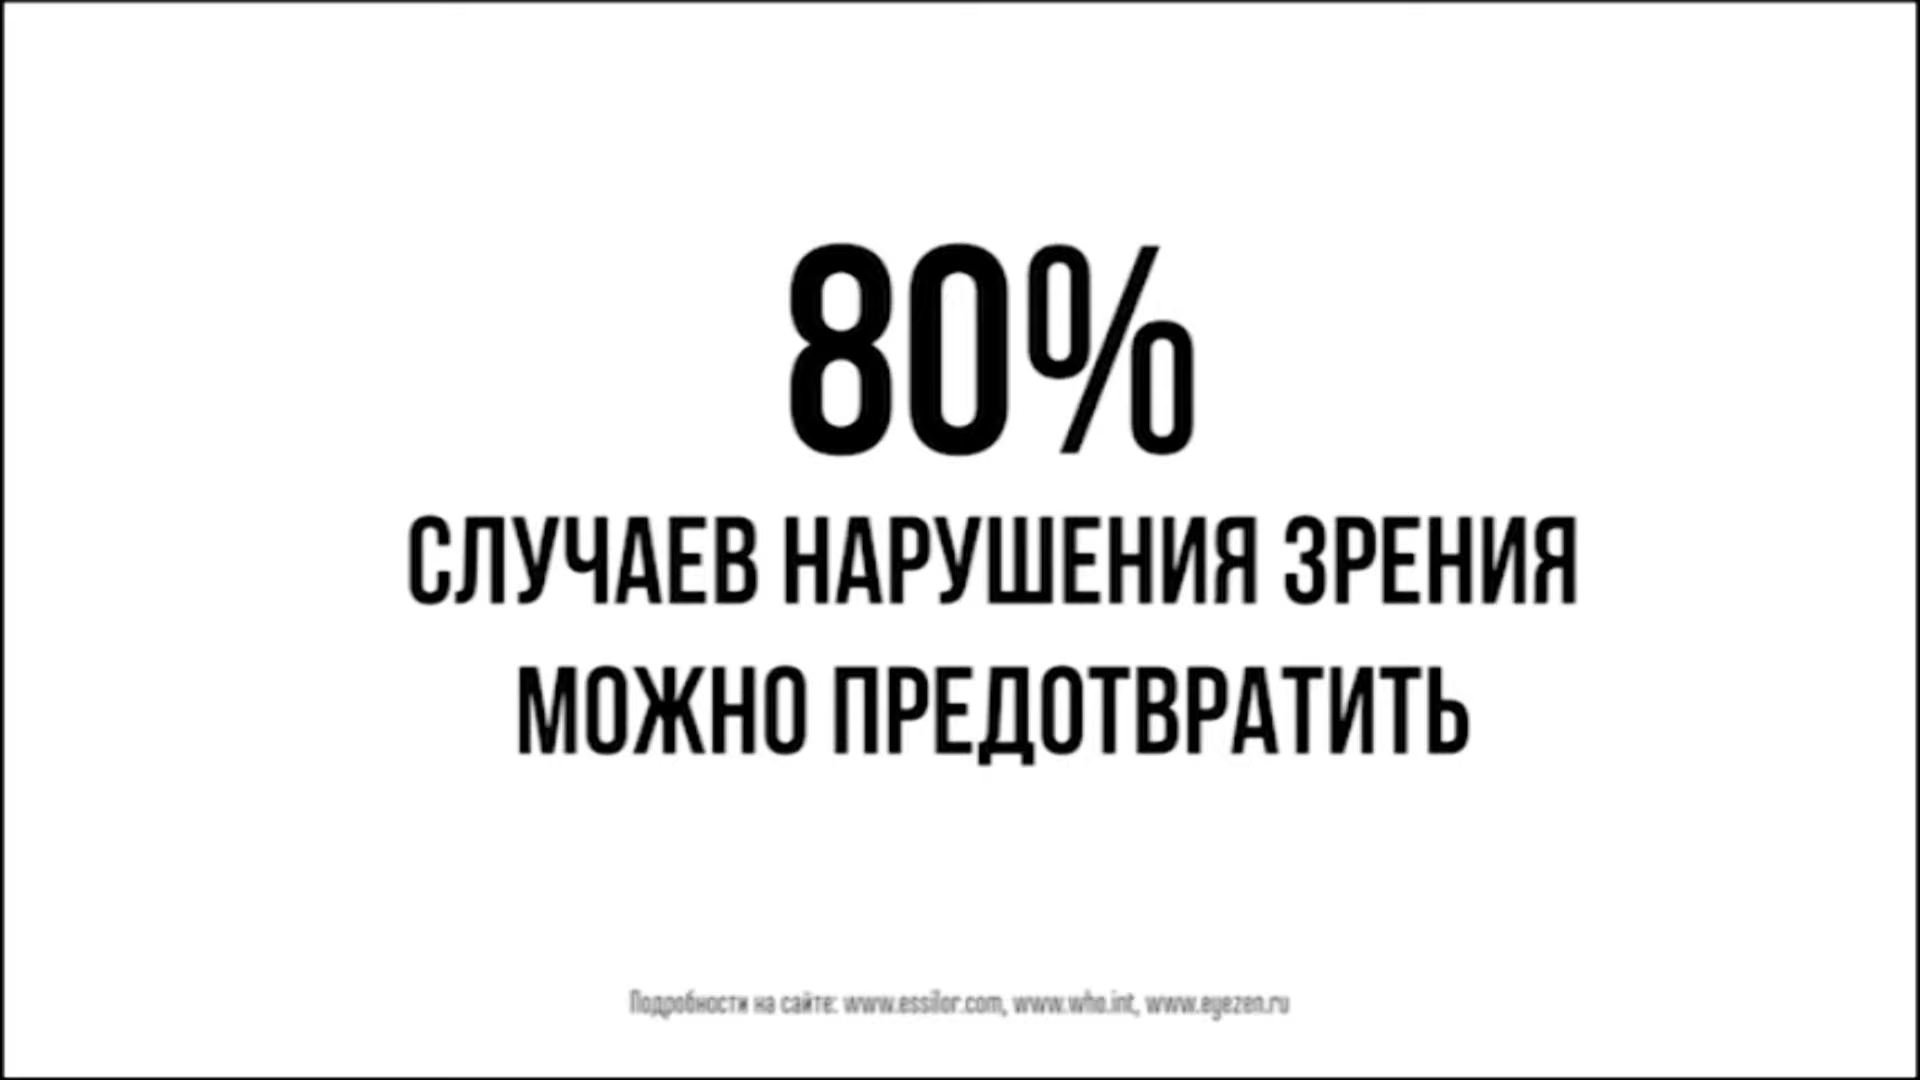 80%
СЛУЧАЕВ НАРУШЕНИЯ ЗРЕНИЯ
МОЖНО ПРЕДОТВРАТИТЬ
Подробности на сайте: www.essilor.com, www.who.int, www.eyezen.ru